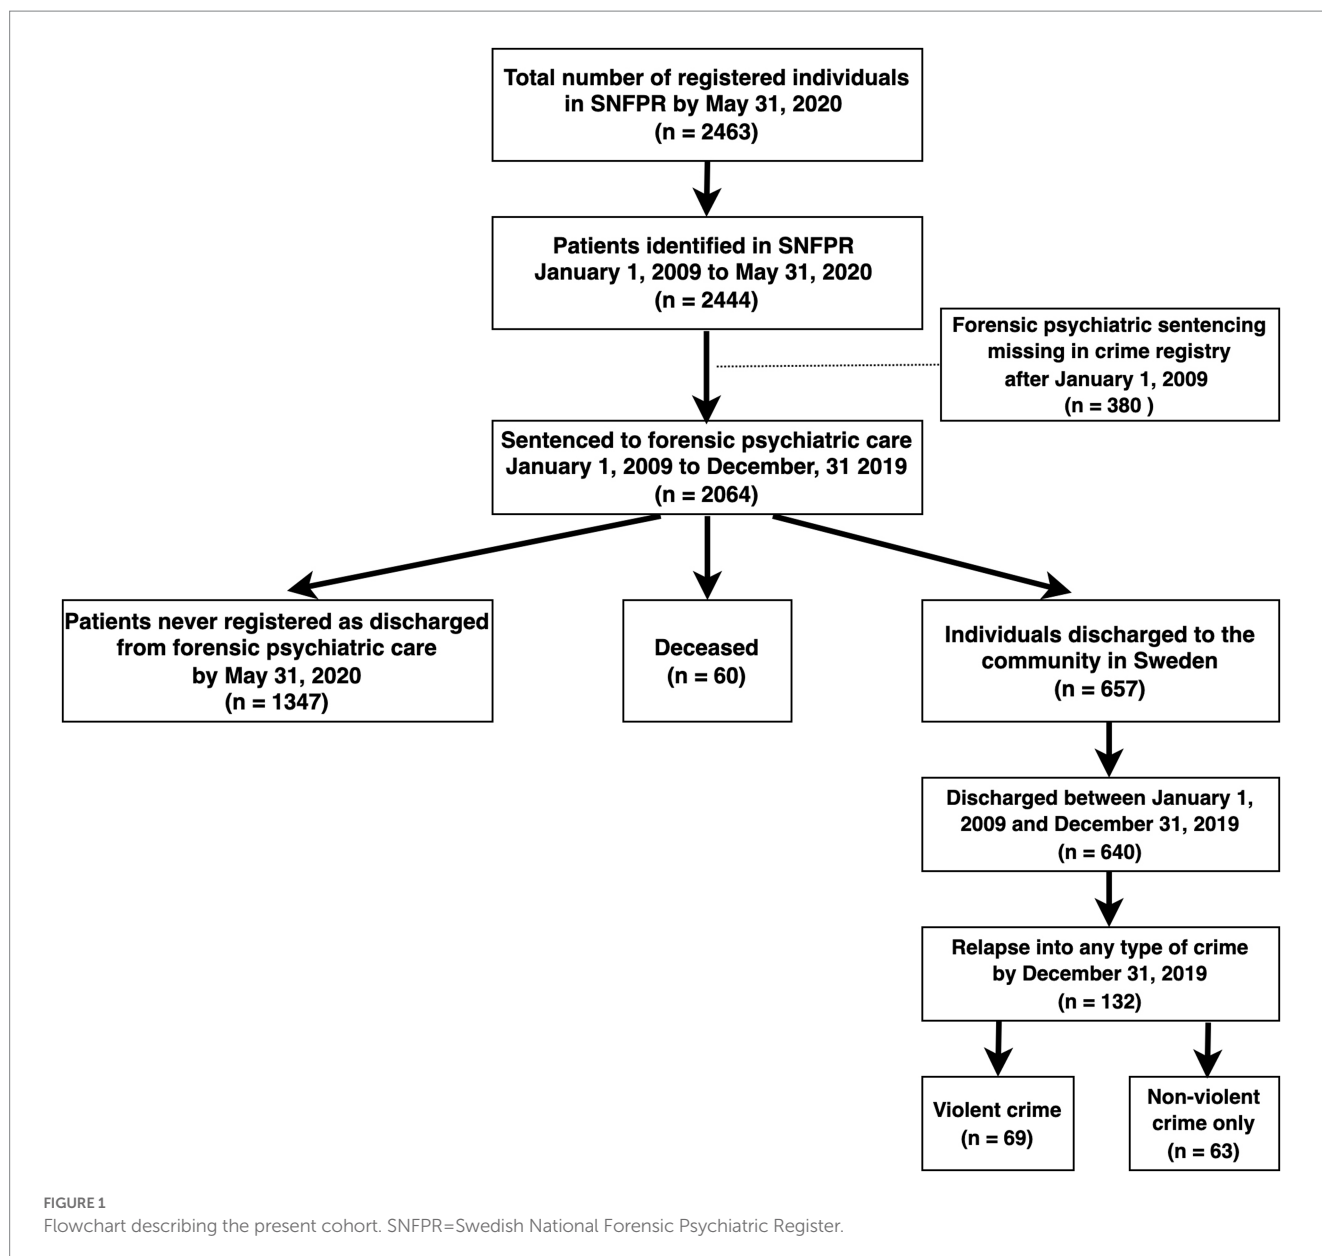 Total number of registered individuals
in SNFPR by May 31, 2020
(n = 2463)
Patients identified in SNFPR
January 1, 2009 to May 31, 2020
(n = 2444)
Forensic psychiatric sentencing
missing in crime registry
after January 1, 2009
(n = 380 )
Sentenced to forensic psychiatric care
January 1, 2009 to December, 31 2019
(n = 2064)
Patients never registered as discharged
from forensic psychiatric care
by May 31, 2020
(n = 1347)
Deceased
(n = 60)
Individuals discharged to the
community in Sweden
(n = 657)
Discharged between January 1,
2009 and December 31, 2019
(n = 640)
Relapse into any type of crime
by December 31, 2019
(n = 132)
Violent crime
(n = 69)
Non-violent
crime only
(n = 63)
FIGURE 1
Flowchart describing the present cohort. SNFPR=Swedish National Forensic Psychiatric Register.